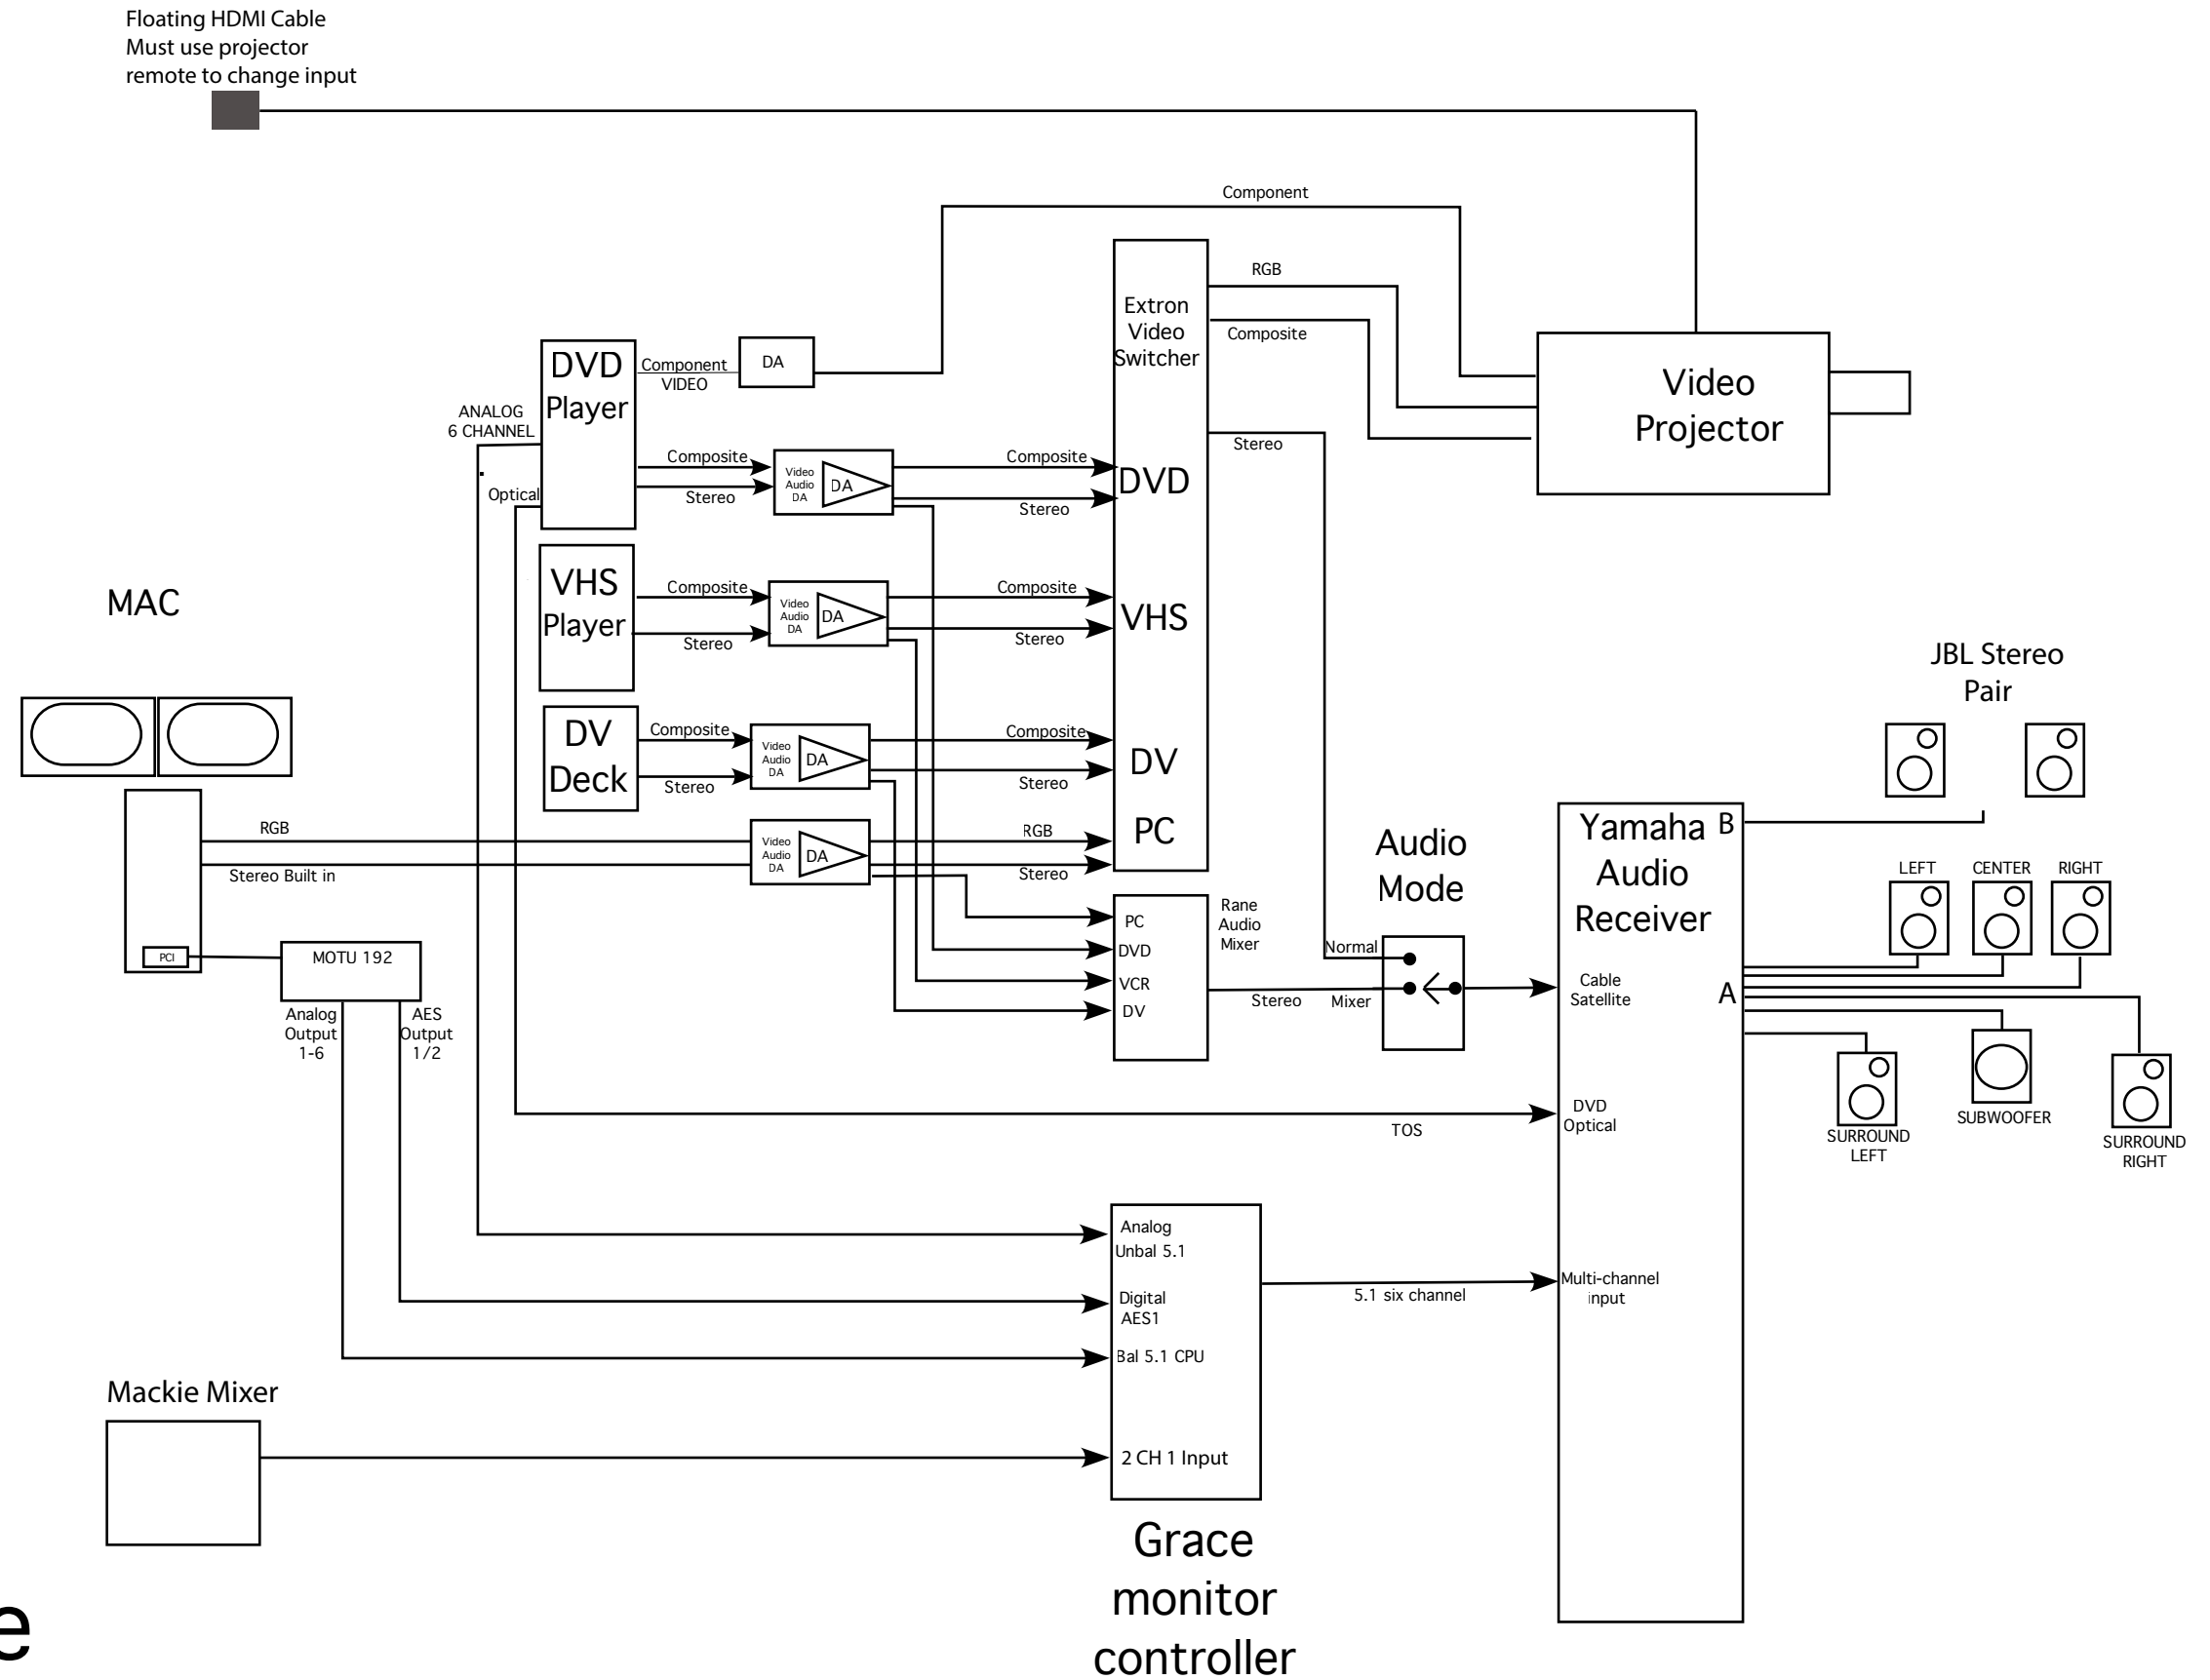 Floating HDMI Cable
Must use projector
remote to change input
Component
RGB
Composite
Extron
Video
Switcher
DVD
Player
Component
VIDEO
DA
Video
Projector
ANALOG
6 CHANNEL
Optical
Composite
Stereo
Video
Audio
DA
DA
Composite
Stereo
DVD
Stereo
VHS
Player
Composite
Stereo
Video
Audio
DA
DA
Composite
Stereo
VHS
MAC
DV
Deck
Composite
Stereo
Video
Audio
DA
DA
Composite
Stereo
DV
RGB
Stereo Built in
Video
Audio
DA
DA
RGB
Stereo
PC
JBL Stereo
Pair
Audio
Mode
Yamaha
Audio
Receiver
B
LEFT
CENTER
RIGHT
PC
DVD
VCR
DV
Rane
Audio
Mixer
Normal
Stereo
Mixer
Cable
Satellite
A
PCI
MOTU 192
Analog
Output
1-6
AES
Output
1/2
TOS
DVD
Optical
SURROUND
LEFT
SUBWOOFER
SURROUND
RIGHT
Analog
Unbal 5.1
Digital
AES1
Bal 5.1 CPU
2 CH 1 Input
5.1 six channel
Multi-channel
input
Mackie Mixer
Grace
monitor
controller
e